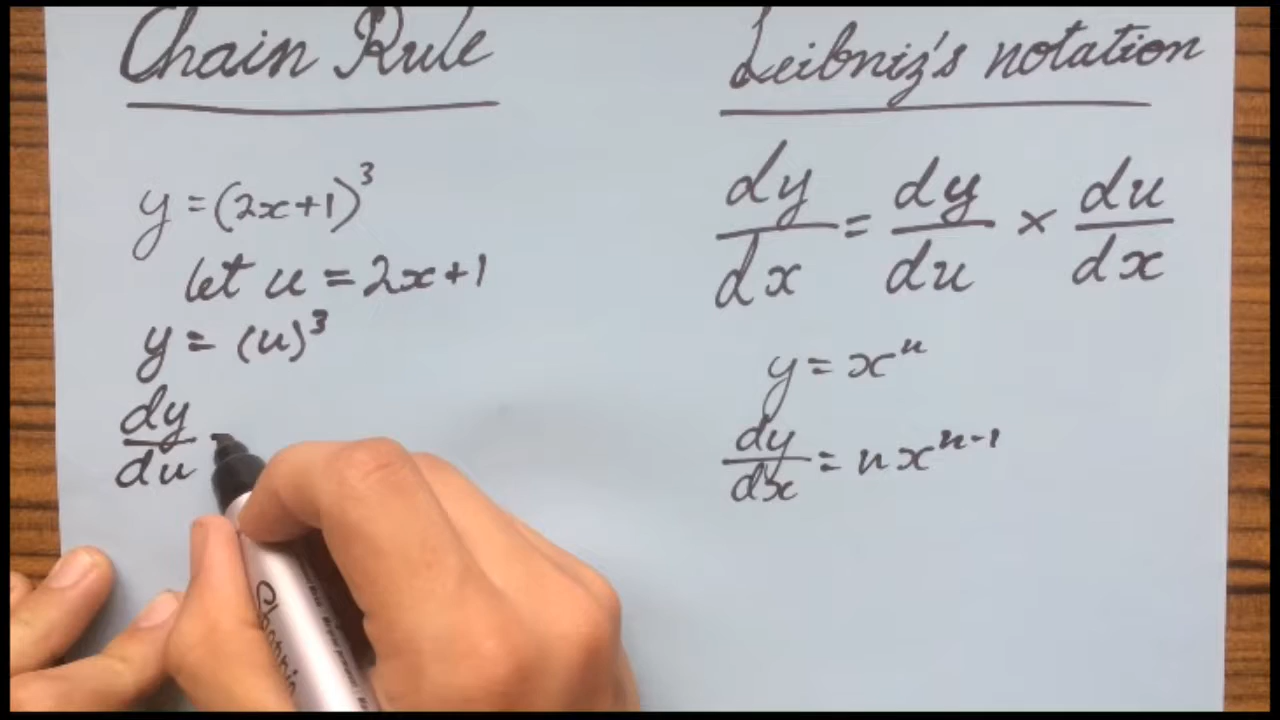 Chain Rule
y = (2x+1)³
let u = 2x+1
y = (u)³
dy/du =
Leibniz's notation
dy/dx = dy/du × du/dx
y = xⁿ
dy/dx = nxⁿ⁻¹
Sharpie